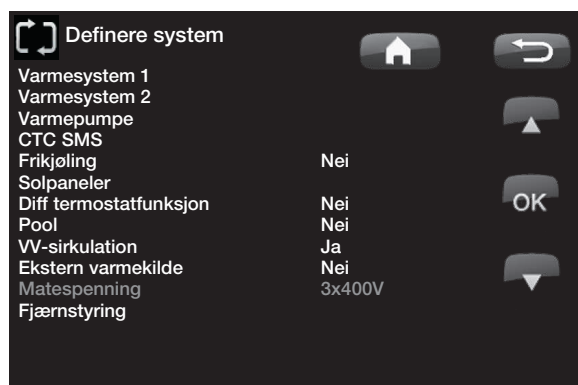 Definere system
Varmesystem 1
Varmesystem 2
Varmepumpe
CTC SMS
Frikjøling Nei
Solpaneler
Diff termostatfunksjon Nei
Pool Nei
OK
VV-sirkulation Ja
Ekstern varmekilde Nei
Matespenning 3x400V
Fjærnstyring